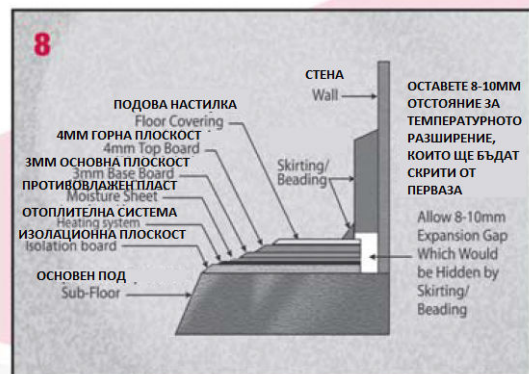 8
СТЕНА
Wall
ОСТАВЕТЕ 8-10ММ
ОТСТОЯНИЕ ЗА
ТЕМПЕРАТУРНОТО
РАЗШИРЕНИЕ,
КОИТО ЩЕ БЪДАТ
СКРИТИ ОТ
ПЕРВАЗА
ПОДОВА НАСТИЛКА
Floor Covering
4ММ ГОРНА ПЛОСКОСТ
4mm Top Board
3ММ ОСНОВНА ПЛОСКОСТ
3mm Base Board
ПРОТИВОВЛАЖЕН ПЛАСТ
Moisture Sheet
ОТОПЛИТЕЛНА СИСТЕМА
Heating system
ИЗОЛАЦИОННА ПЛОСКОСТ
Isolation board
ОСНОВЕН ПОД
Sub-Floor
Skirting/
Beading
Allow 8-10mm
Expansion Gap
Which Would
be Hidden by
Skirting/
Beading